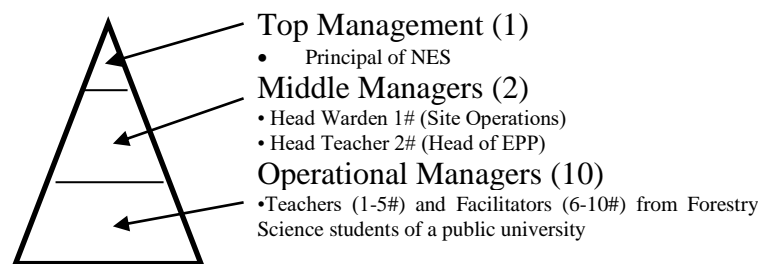 Top Management (1)
• Principal of NES
Middle Managers (2)
• Head Warden 1# (Site Operations)
• Head Teacher 2# (Head of EPP)
Operational Managers (10)
•Teachers (1-5#) and Facilitators (6-10#) from Forestry
Science students of a public university